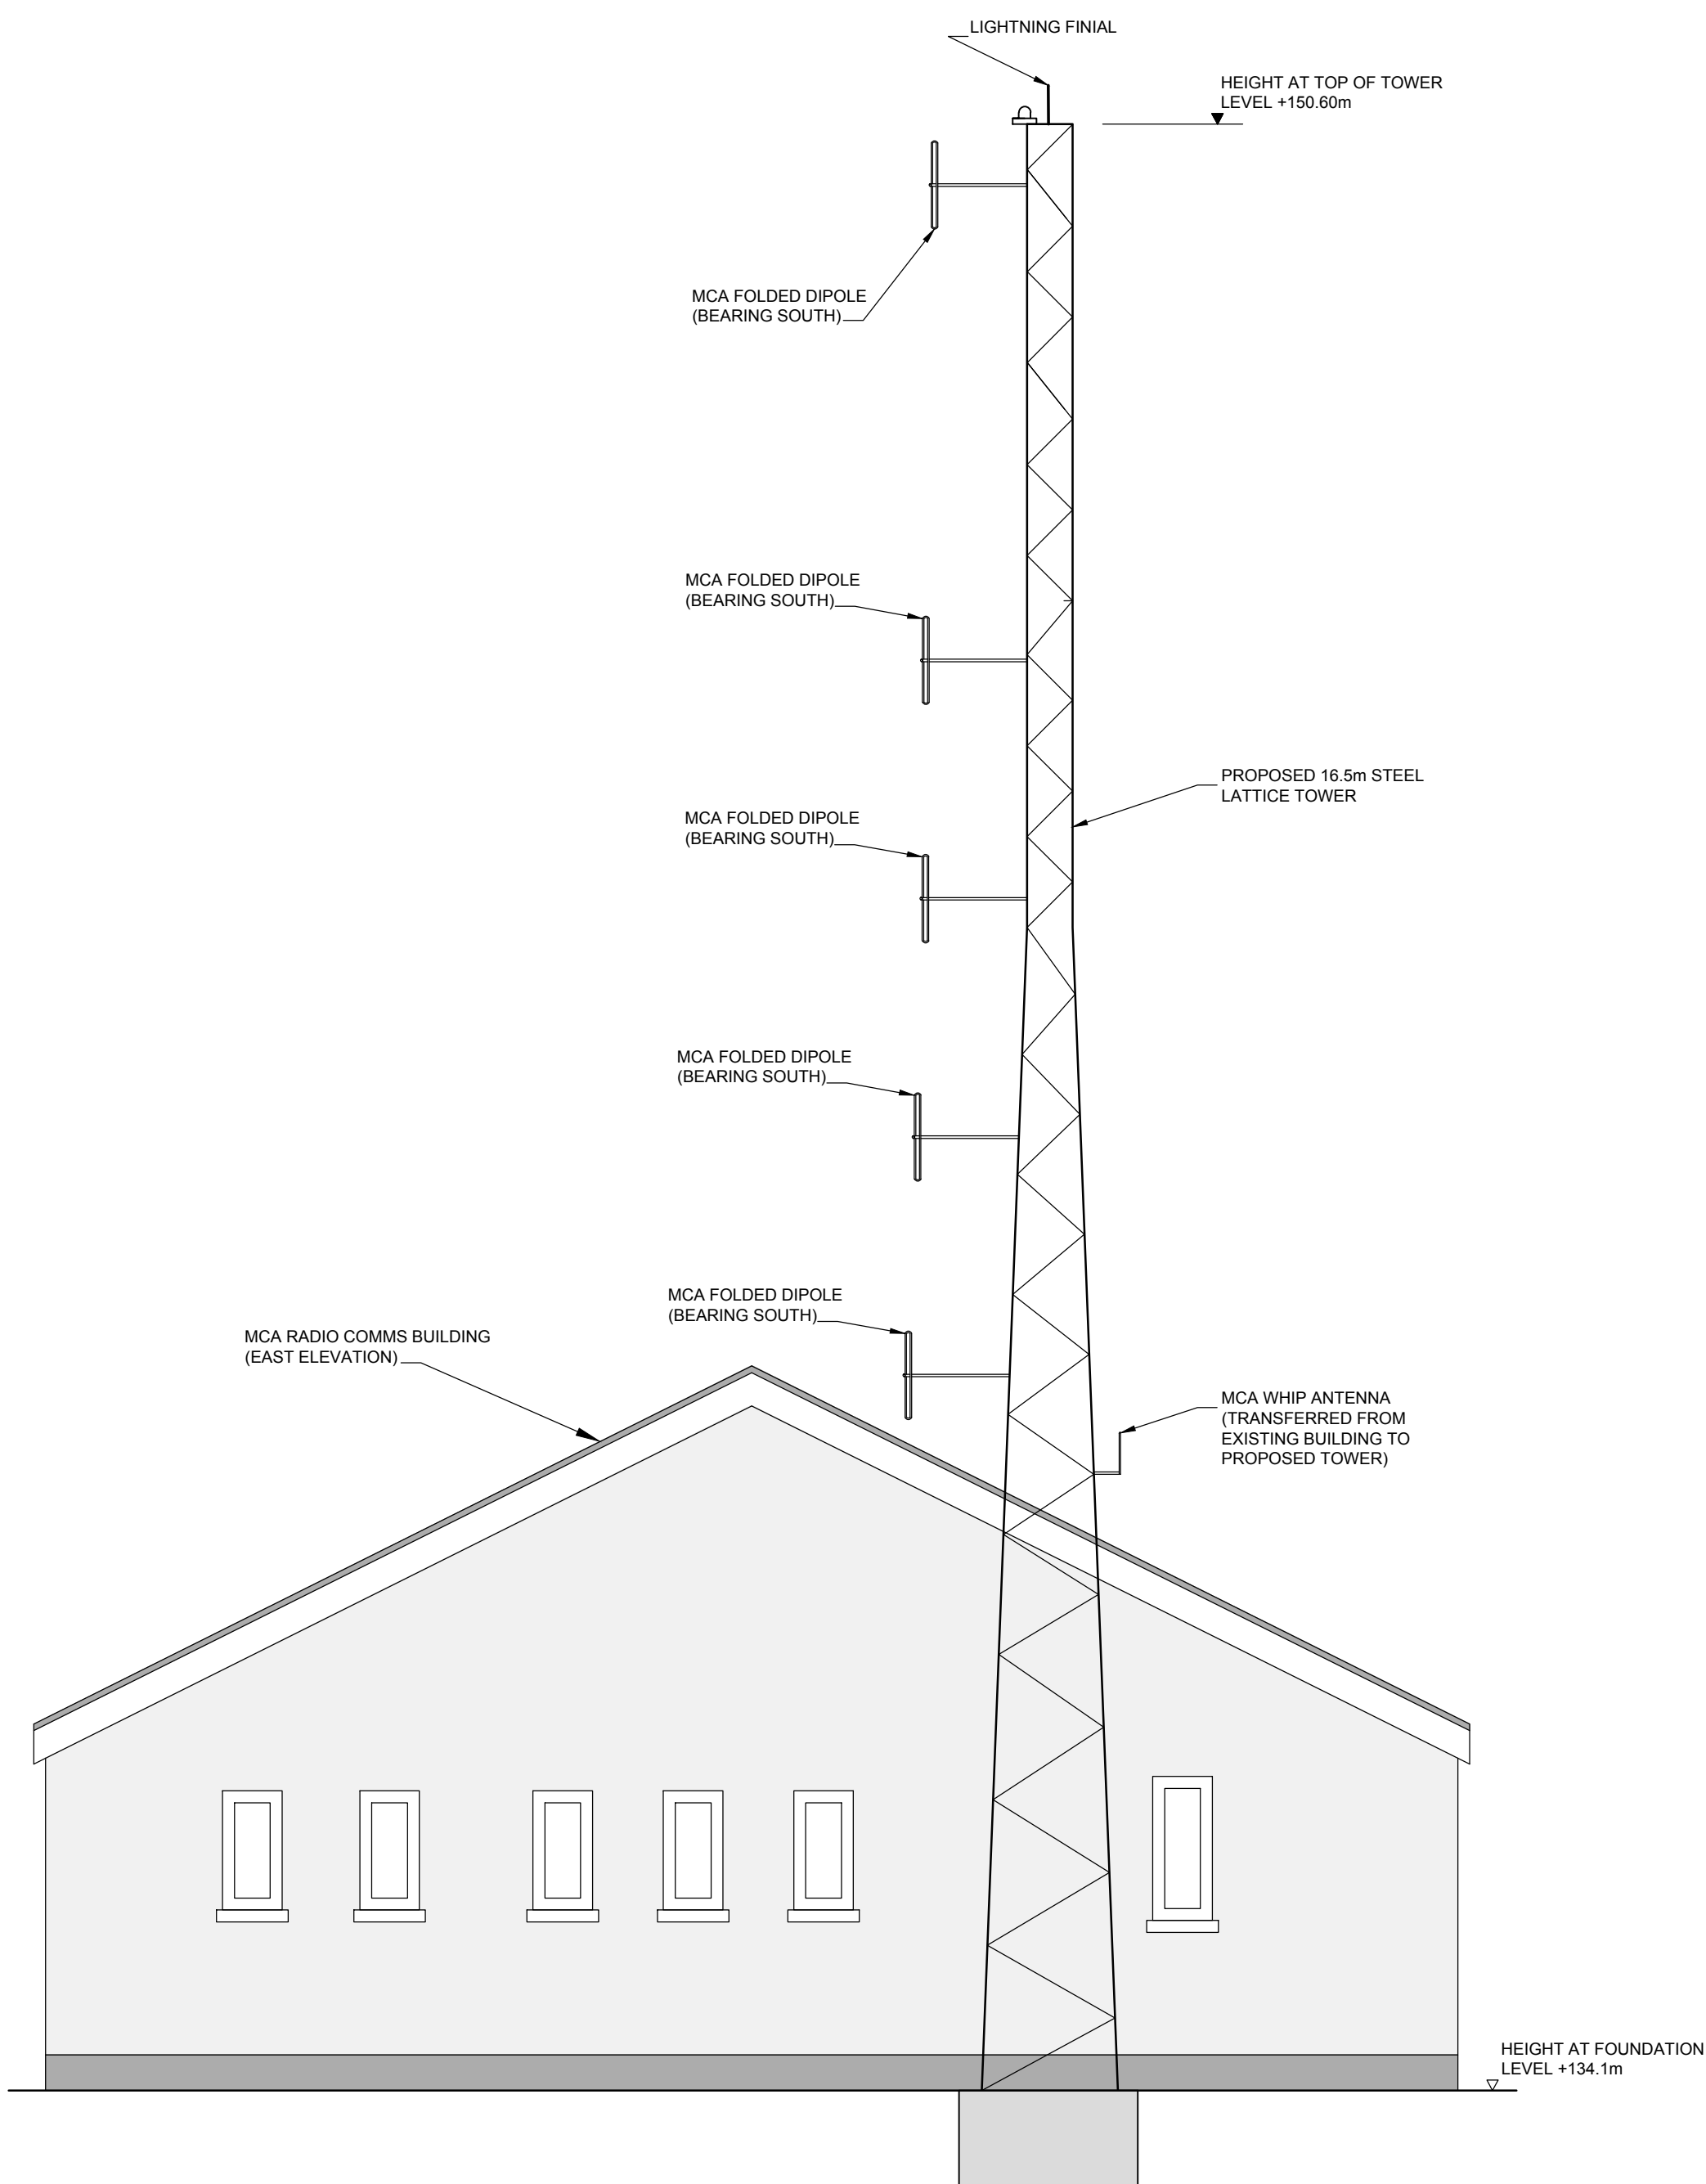 LIGHTNING FINIAL
HEIGHT AT TOP OF TOWER
LEVEL +150.60m
MCA FOLDED DIPOLE
(BEARING SOUTH)
MCA FOLDED DIPOLE
(BEARING SOUTH)
PROPOSED 16.5m STEEL
LATTICE TOWER
MCA FOLDED DIPOLE
(BEARING SOUTH)
MCA FOLDED DIPOLE
(BEARING SOUTH)
MCA FOLDED DIPOLE
(BEARING SOUTH)
MCA RADIO COMMS BUILDING
(EAST ELEVATION)
MCA WHIP ANTENNA
(TRANSFERRED FROM
EXISTING BUILDING TO
PROPOSED TOWER)
HEIGHT AT FOUNDATION
LEVEL +134.1m